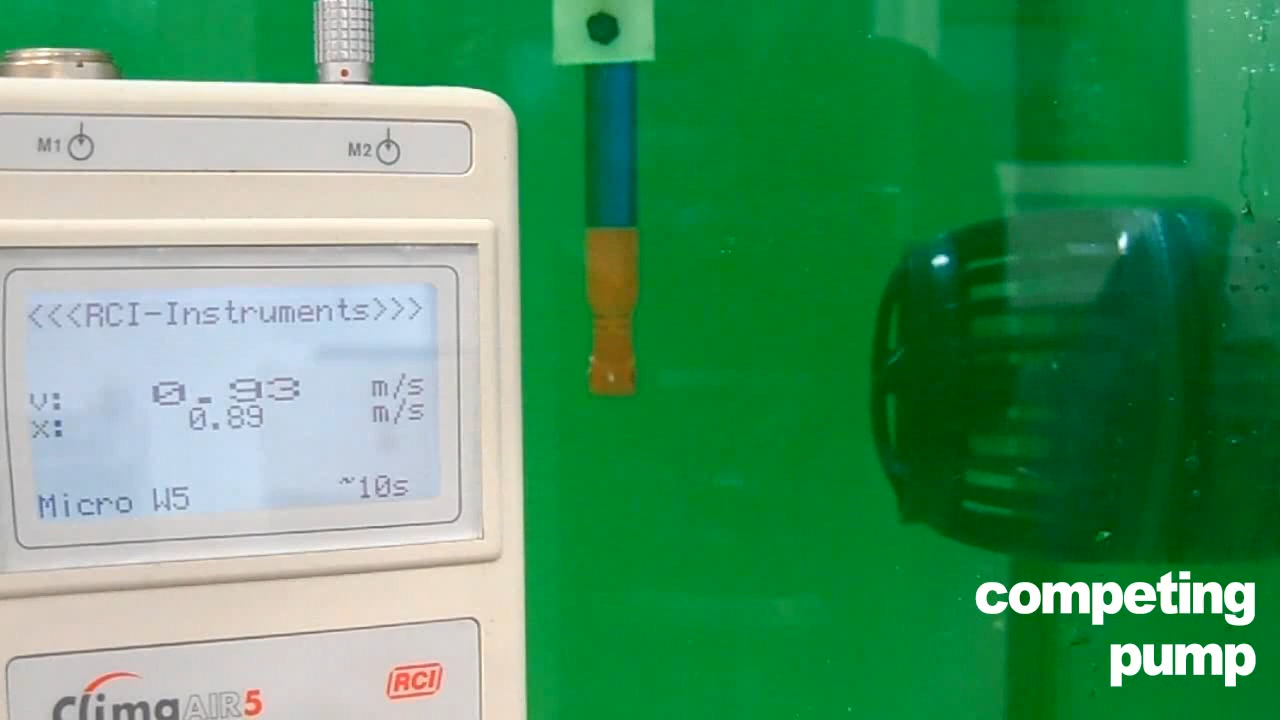 M1
M2
<<<RCI-Instruments>>>
v: 0.93 m/s
x: 0.89 m/s
Micro W5 ~10s
ClimaAIR5
RCI
competing
pump